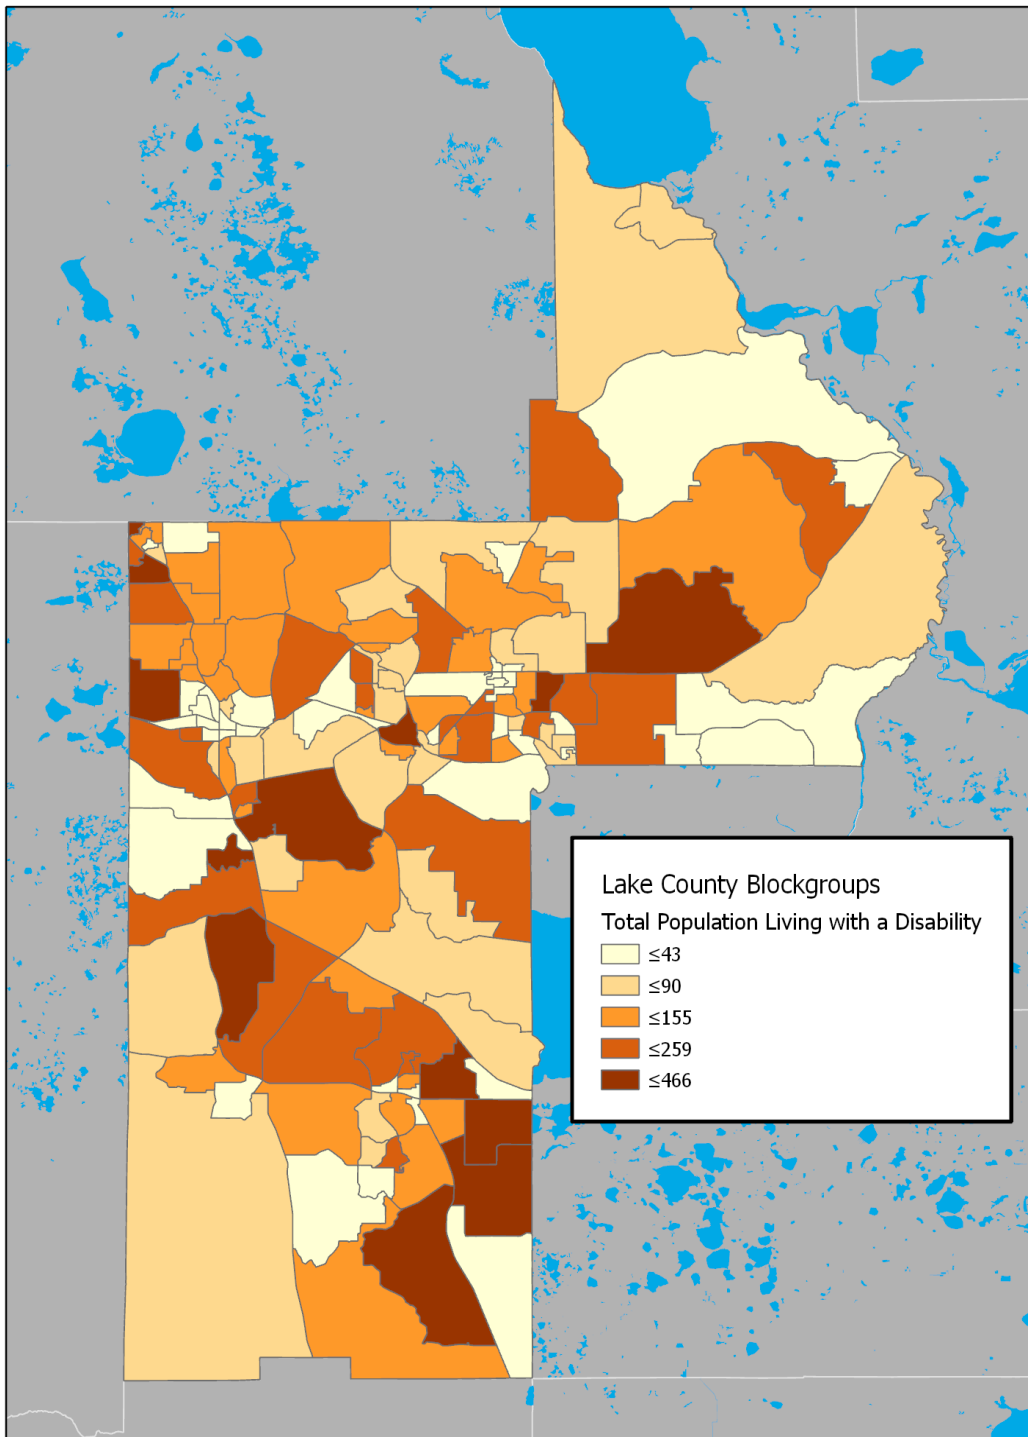 Lake County Blockgroups
Total Population Living with a Disability
≤43
≤90
≤155
≤259
≤466